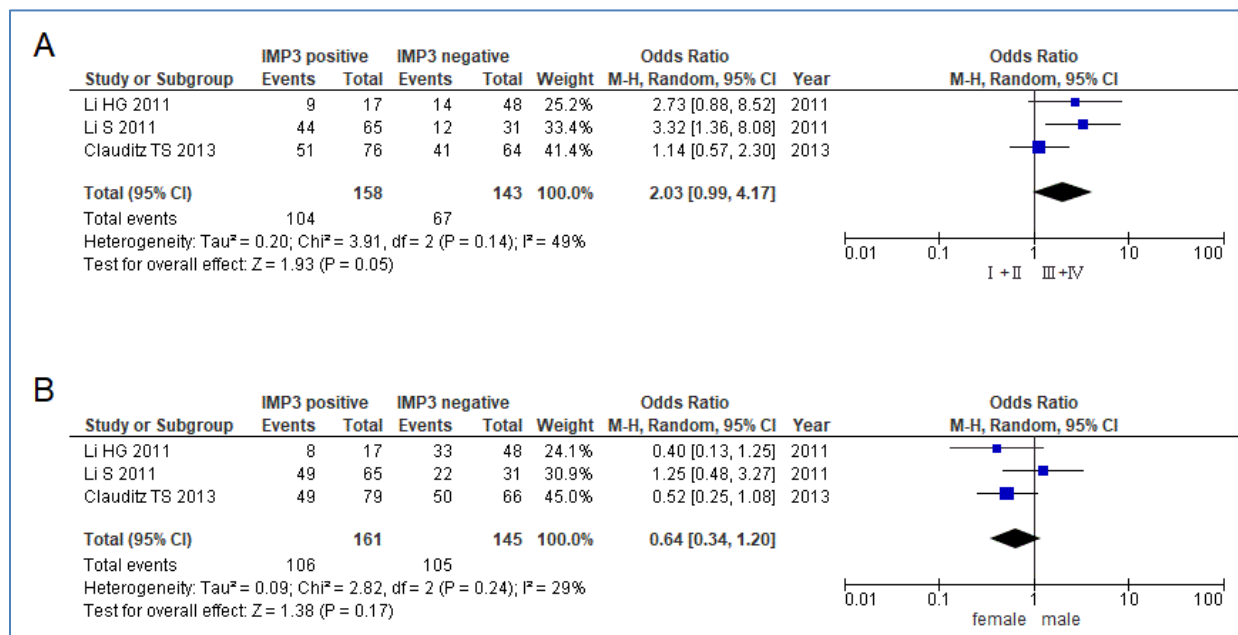 A
IMP3 positive IMP3 negative Odds Ratio Odds Ratio
Study or Subgroup Events Total Events Total Weight M-H, Random, 95% CI Year M-H, Random, 95% CI
Li HG 2011 9 17 14 48 25.2% 2.73 [0.88, 8.52] 2011
Li S 2011 44 65 12 31 33.4% 3.32 [1.36, 8.08] 2011
Clauditz TS 2013 51 76 41 64 41.4% 1.14 [0.57, 2.30] 2013
Total (95% CI) 158 143 100.0% 2.03 [0.99, 4.17]
Total events 104 67
Heterogeneity: Tau² = 0.20; Chi² = 3.91, df = 2 (P = 0.14); I² = 49%
Test for overall effect: Z = 1.93 (P = 0.05)
0.01 0.1 1 10 100
Ⅰ+Ⅱ Ⅲ+Ⅳ
B
IMP3 positive IMP3 negative Odds Ratio Odds Ratio
Study or Subgroup Events Total Events Total Weight M-H, Random, 95% CI Year M-H, Random, 95% CI
Li HG 2011 8 17 33 48 24.1% 0.40 [0.13, 1.25] 2011
Li S 2011 49 65 22 31 30.9% 1.25 [0.48, 3.27] 2011
Clauditz TS 2013 49 79 50 66 45.0% 0.52 [0.25, 1.08] 2013
Total (95% CI) 161 145 100.0% 0.64 [0.34, 1.20]
Total events 106 105
Heterogeneity: Tau² = 0.09; Chi² = 2.82, df = 2 (P = 0.24); I² = 29%
Test for overall effect: Z = 1.38 (P = 0.17)
0.01 0.1 1 10 100
female male